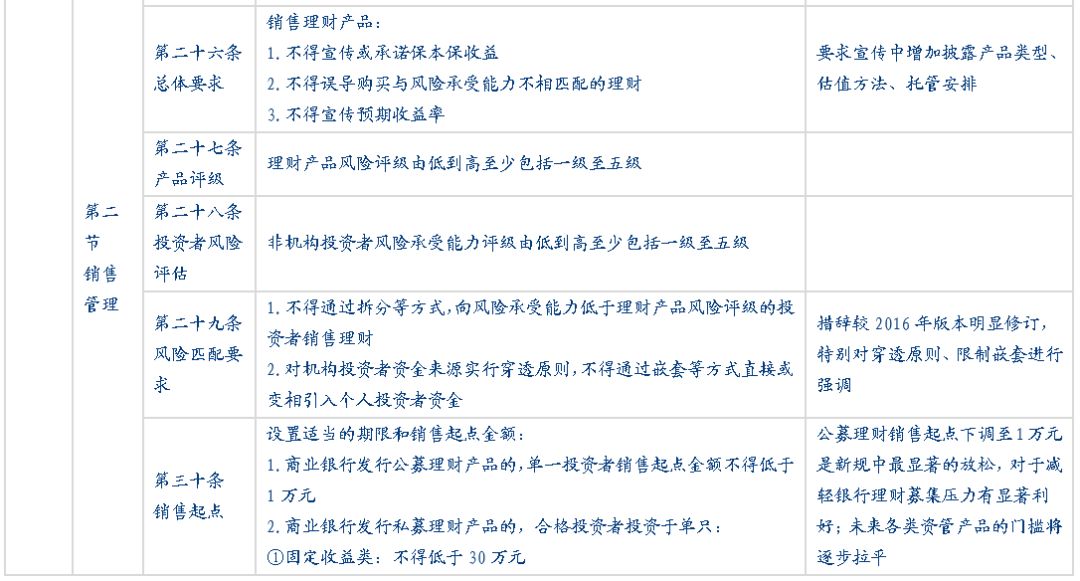 第二
节
销售
管理
第二十六条
总体要求
销售理财产品：
1. 不得宣传或承诺保本保收益
2. 不得误导购买与风险承受能力不相匹配的理财
3. 不得宣传预期收益率
要求宣传中增加披露产品类型、
估值方法、托管安排
第二十七条
产品评级
理财产品风险评级由低到高至少包括一级至五级
第二十八条
投资者风险
评估
非机构投资者风险承受能力评级由低到高至少包括一级至五级
第二十九条
风险匹配要
求
1. 不得通过拆分等方式，向风险承受能力低于理财产品风险评级的投
资者销售理财
2. 对机构投资者资金来源实行穿透原则，不得通过嵌套等方式直接或
变相引入个人投资者资金
措辞较 2016 年版本明显修订，
特别对穿透原则、限制嵌套进行
强调
第三十条
销售起点
设置适当的期限和销售起点金额：
1. 商业银行发行公募理财产品的，单一投资者销售起点金额不得低于
1 万元
2. 商业银行发行私募理财产品的，合格投资者投资于单只：
①固定收益类：不得低于 30 万元
公募理财销售起点下调至 1 万元
是新规中最显著的放松，对于减
轻银行理财募集压力有显著利
好；未来各类资管产品的门槛将
逐步拉平